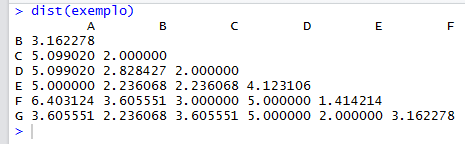 > dist(exemplo)
A B C D E F
B 3.162278
C 5.099020 2.000000
D 5.099020 2.828427 2.000000
E 5.000000 2.236068 2.236068 4.123106
F 6.403124 3.605551 3.000000 5.000000 1.414214
G 3.605551 2.236068 3.605551 5.000000 2.000000 3.162278
>